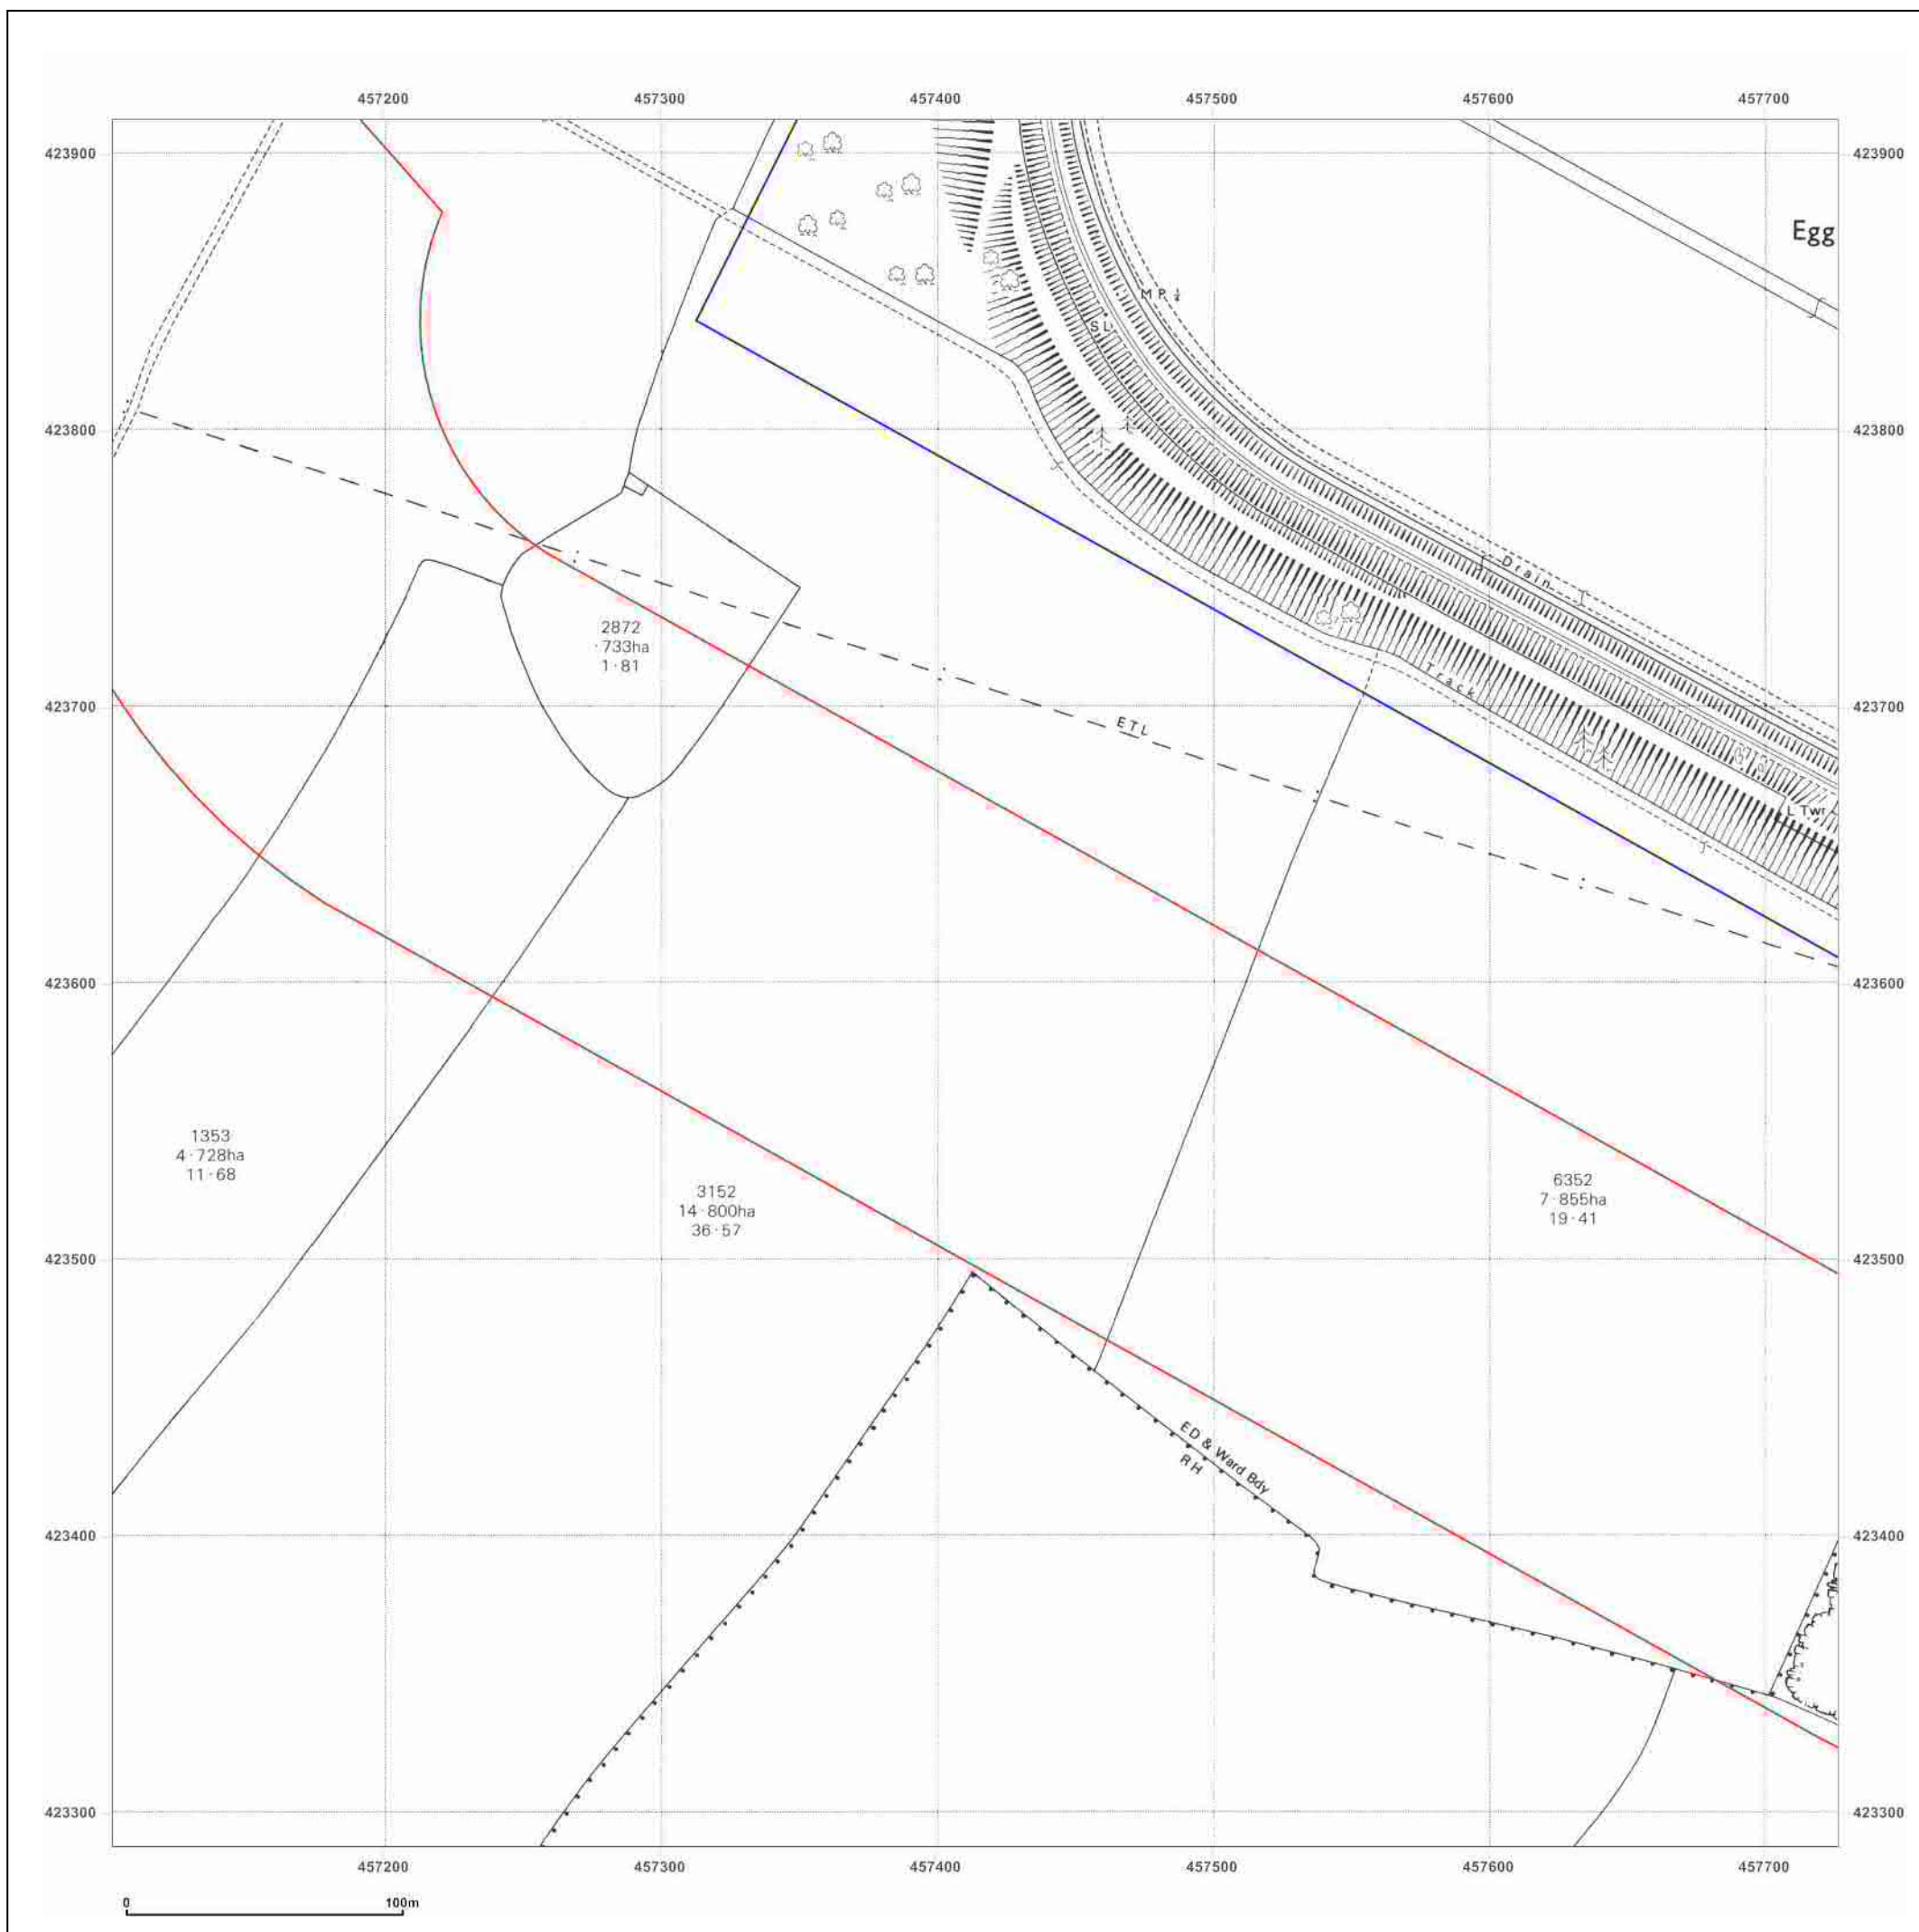 457200 457300 457400 457500 457600 457700
423900 423900
Egg
M P ¼
S L
423800 423800
Drain
2872
·733ha
1·81
Track
423700 423700
ETL
L Twr
423600 423600
1353
4·728ha
11·68
3152
14·800ha
36·57
6352
7·855ha
19·41
423500 423500
ED & Ward Bdy
RH
423400 423400
423300 423300
457200 457300 457400 457500 457600 457700
0 100m